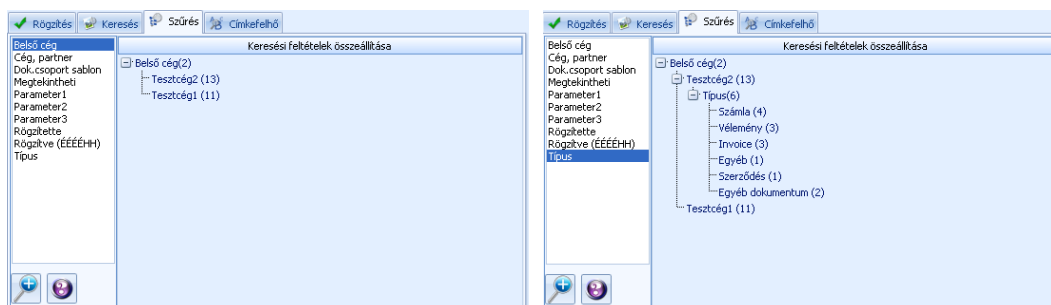 Rögzítés Keresés Szűrés Címkefelhő
Belső cég
Cég, partner
Dok.csoport sablon
Megtekintheti
Parameter1
Parameter2
Parameter3
Rögzítette
Rögzítve (ÉÉÉÉHH)
Típus
Keresési feltételek összeállítása
Belső cég(2)
Tesztcég2 (13)
Tesztcég1 (11)
Rögzítés Keresés Szűrés Címkefelhő
Belső cég
Cég, partner
Dok.csoport sablon
Megtekintheti
Parameter1
Parameter2
Parameter3
Rögzítette
Rögzítve (ÉÉÉÉHH)
Típus
Keresési feltételek összeállítása
Belső cég(2)
Tesztcég2 (13)
Típus(6)
Számla (4)
Vélemény (3)
Invoice (3)
Egyéb (1)
Szerződés (1)
Egyéb dokumentum (2)
Tesztcég1 (11)